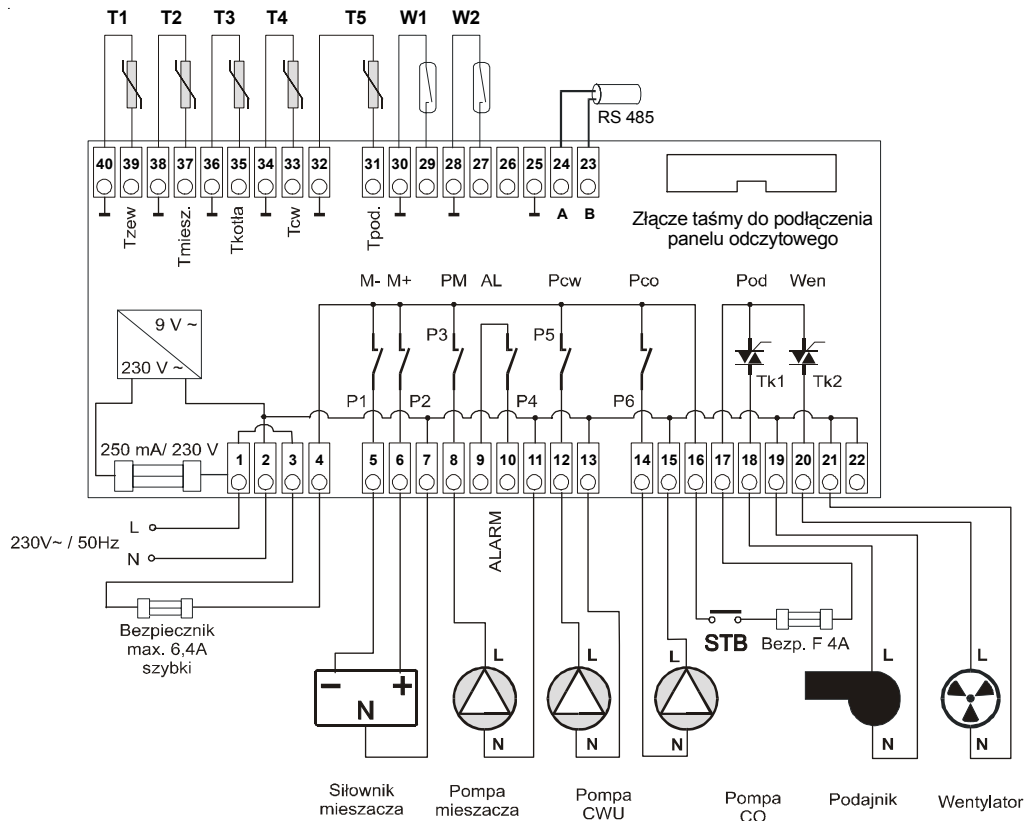 T1 T2 T3 T4 T5 W1 W2
RS 485
40 39 38 37 36 35 34 33 32 31 30 29 28 27 26 25 24 23
A B
Tzew Tmiesz. Tkotła Tcw Tpod.
Złącze taśmy do podłączenia
panelu odczytowego
M- M+ PM AL Pcw Pco Pod Wen
9 V ~
230 V ~
P3 P5
Tk1 Tk2
P1 P2 P4 P6
250 mA/ 230 V
1 2 3 4 5 6 7 8 9 10 11 12 13 14 15 16 17 18 19 20 21 22
L
230V~ / 50Hz
N
ALARM
Bezpiecznik
max. 6,4A
szybki
STB Bezp. F 4A
- +
N
L L L L L
N N N N N
Siłownik
mieszacza
Pompa
mieszacza
Pompa
CWU
Pompa
CO
Podajnik
Wentylator